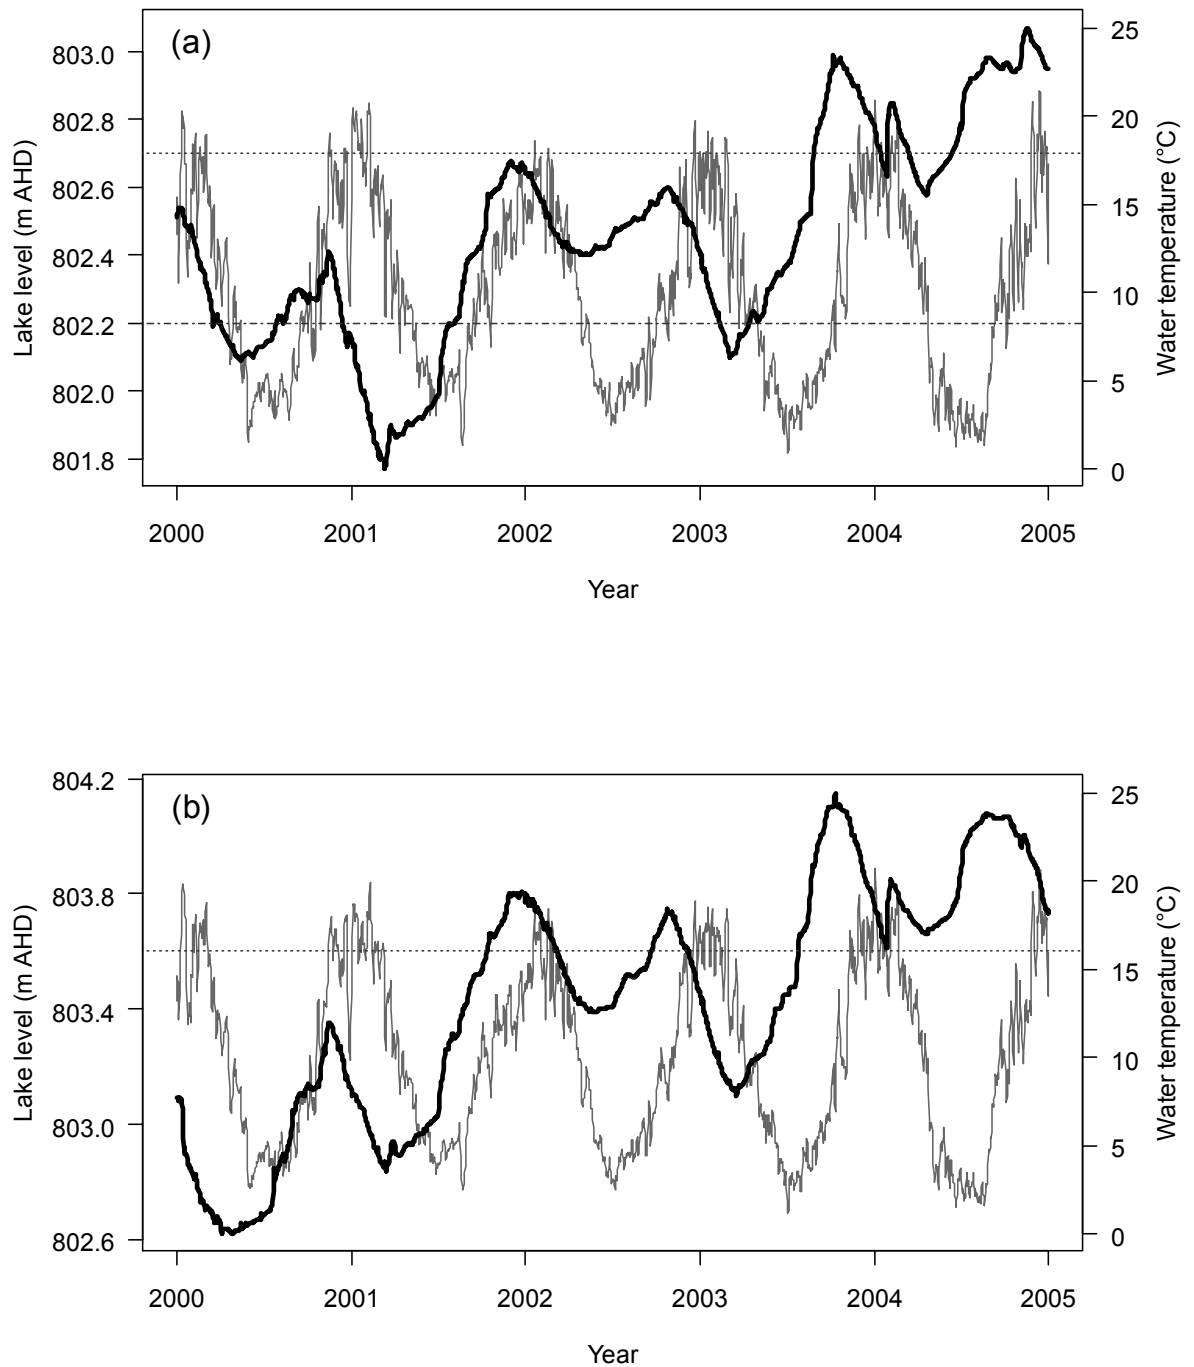 (a)
Lake level (m AHD)
803.0
802.8
802.6
802.4
802.2
802.0
801.8
25
20
15
10
5
0
Water temperature (°C)
2000 2001 2002 2003 2004 2005
Year
(b)
Lake level (m AHD)
804.2
803.8
803.4
803.0
802.6
25
20
15
10
5
0
Water temperature (°C)
2000 2001 2002 2003 2004 2005
Year